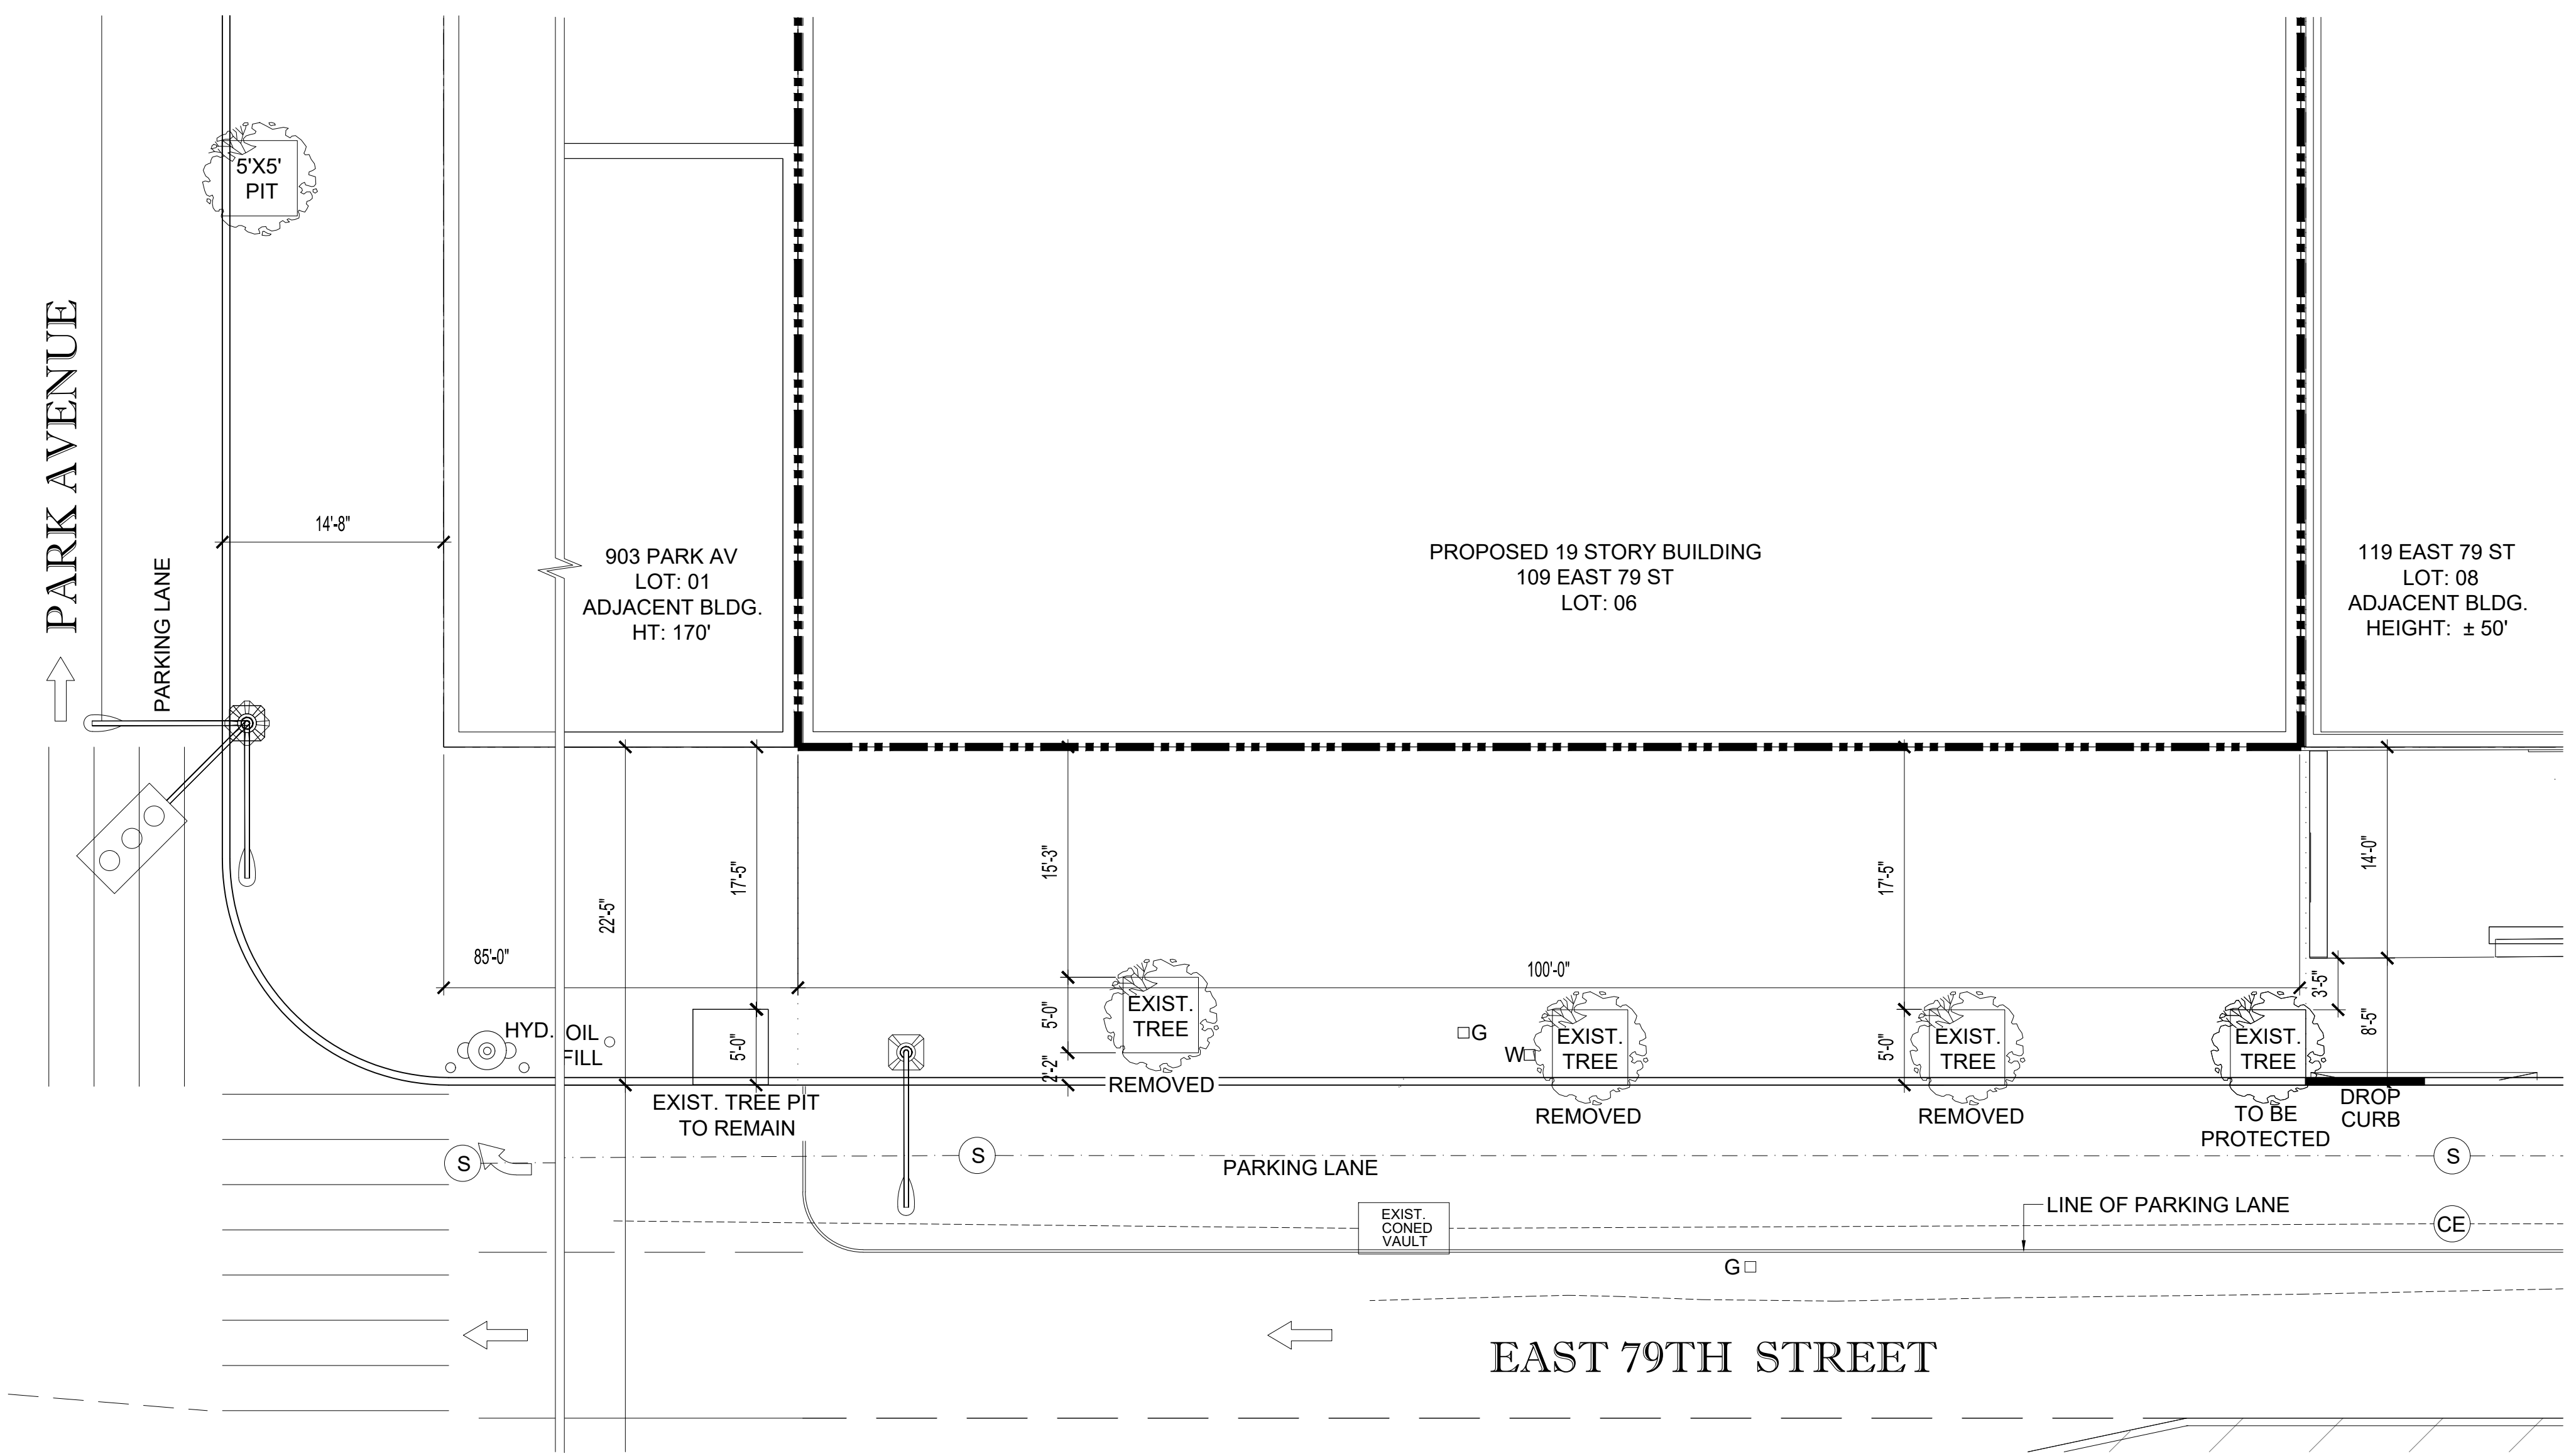 5'X5'
PIT
PARK AVENUE
PARKING LANE
14'-8"
903 PARK AV
LOT: 01
ADJACENT BLDG.
HT: 170'
PROPOSED 19 STORY BUILDING
109 EAST 79 ST
LOT: 06
119 EAST 79 ST
LOT: 08
ADJACENT BLDG.
HEIGHT: ± 50'
22'-5"
17'-5"
15'-3"
17'-5"
14'-0"
85'-0"
100'-0"
3'-5"
8'-5"
HYD.
OIL
FILL
5'-0"
5'-0"
2'-2"
EXIST.
TREE
REMOVED
G
W
EXIST.
TREE
REMOVED
5'-0"
EXIST.
TREE
REMOVED
EXIST.
TREE
TO BE
PROTECTED
DROP
CURB
EXIST. TREE PIT
TO REMAIN
S
S
PARKING LANE
S
EXIST.
CONED
VAULT
LINE OF PARKING LANE
CE
G
EAST 79TH STREET